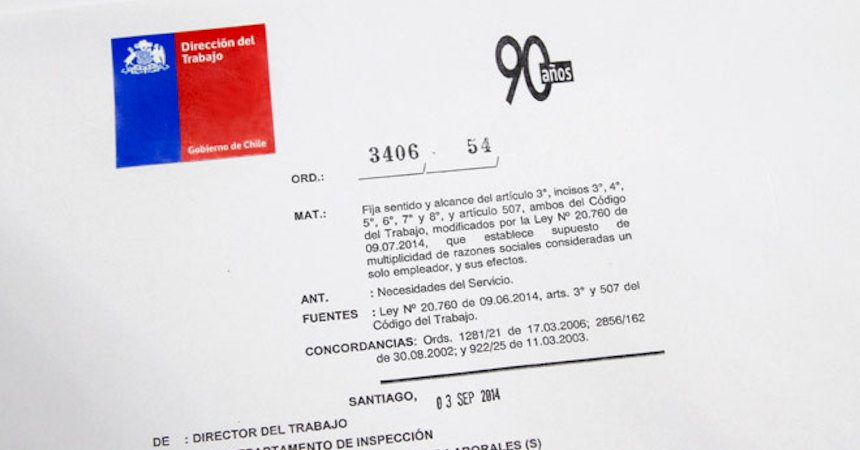 Dirección del
Trabajo
Gobierno de Chile
90
años
ORD.: 3406 / 54 /
MAT.: Fija sentido y alcance del artículo 3°, incisos 3°, 4°,
5°, 6°, 7° y 8°, y artículo 507, ambos del Código
del Trabajo, modificados por la Ley Nº 20.760 de
09.07.2014, que establece supuesto de
multiplicidad de razones sociales consideradas un
solo empleador, y sus efectos.
ANT. : Necesidades del Servicio.
FUENTES : Ley Nº 20.760 de 09.06.2014, arts. 3° y 507 del
Código del Trabajo.
CONCORDANCIAS: Ords. 1281/21 de 17.03.2006; 2856/162
de 30.08.2002; y 922/25 de 11.03.2003.
SANTIAGO, 03 SEP 2014
DE : DIRECTOR DEL TRABAJO
DE INSPECCIÓN
LABORALES (S)